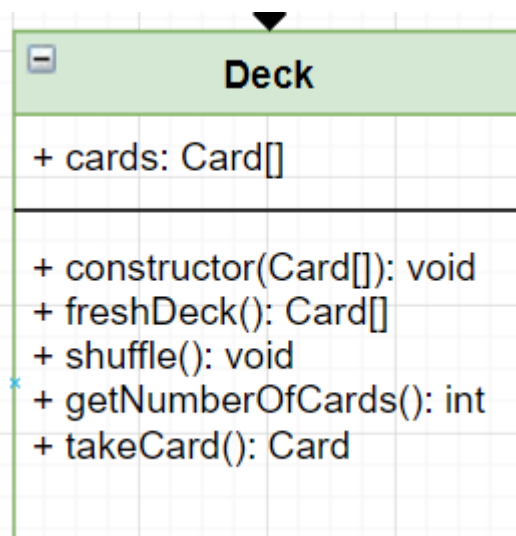 Deck
+ cards: Card[]
+ constructor(Card[]): void
+ freshDeck(): Card[]
+ shuffle(): void
+ getNumberOfCards(): int
+ takeCard(): Card